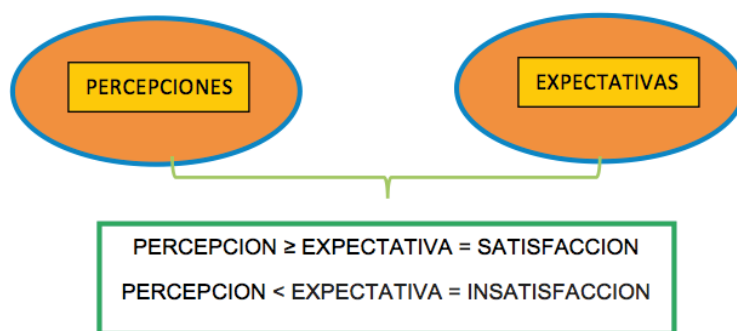 PERCEPCIONES
EXPECTATIVAS
PERCEPCION ≥ EXPECTATIVA = SATISFACCION
PERCEPCION < EXPECTATIVA = INSATISFACCION